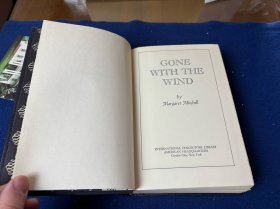 GONE
WITH THE
WIND
by
Margaret Mitchell
INTERNATIONAL COLLECTORS LIBRARY
AMERICAN HEADQUARTERS
Garden City, New York